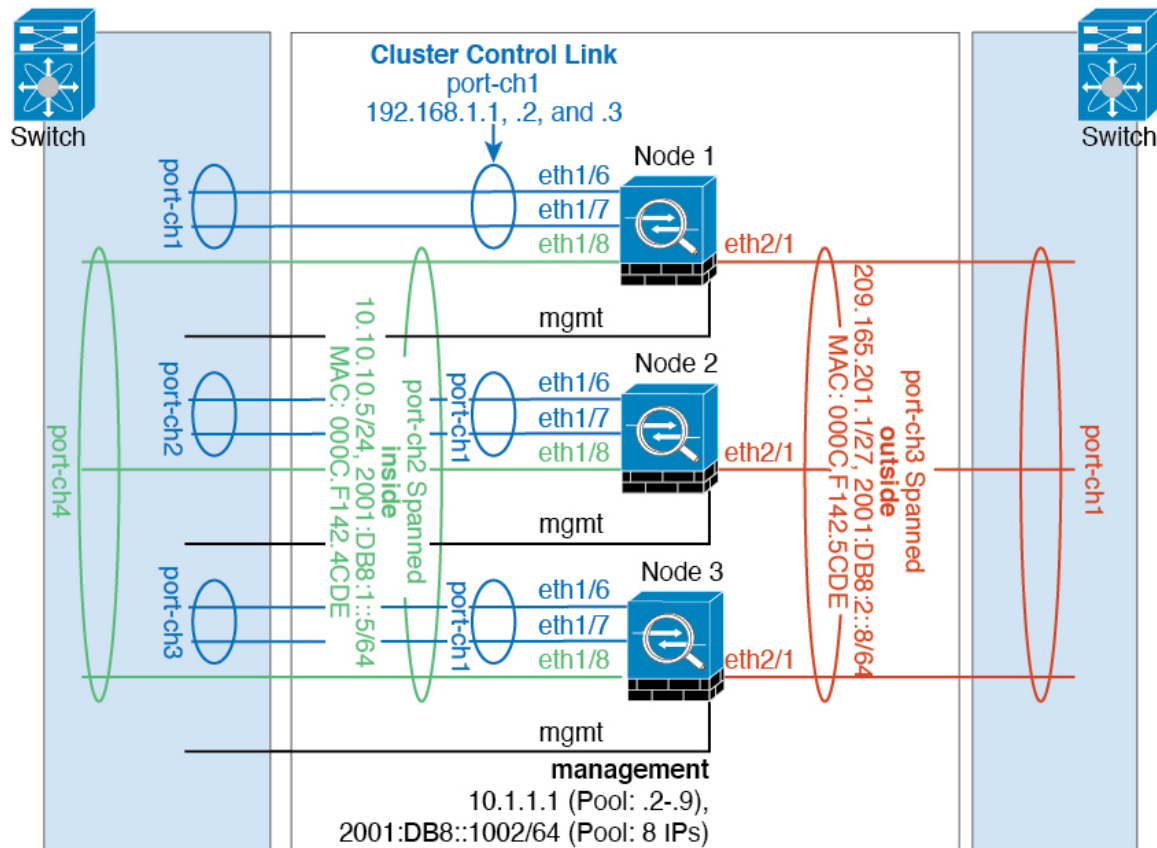 Switch
Switch
Cluster Control Link
port-ch1
192.168.1.1, .2, and .3
Node 1
port-ch1
eth1/6
eth1/7
eth1/8
eth2/1
mgmt
Node 2
port-ch2
port-ch1
eth1/6
eth1/7
eth1/8
eth2/1
mgmt
Node 3
port-ch3
port-ch1
eth1/6
eth1/7
eth1/8
eth2/1
mgmt
port-ch4
port-ch2 Spanned
inside
10.10.10.5/24, 2001:DB8:1::5/64
MAC: 000C.F142.4CDE
port-ch3 Spanned
outside
209.165.201.1/27, 2001:DB8:2::8/64
MAC: 000C.F142.5CDE
port-ch1
management
10.1.1.1 (Pool: .2-.9),
2001:DB8::1002/64 (Pool: 8 IPs)